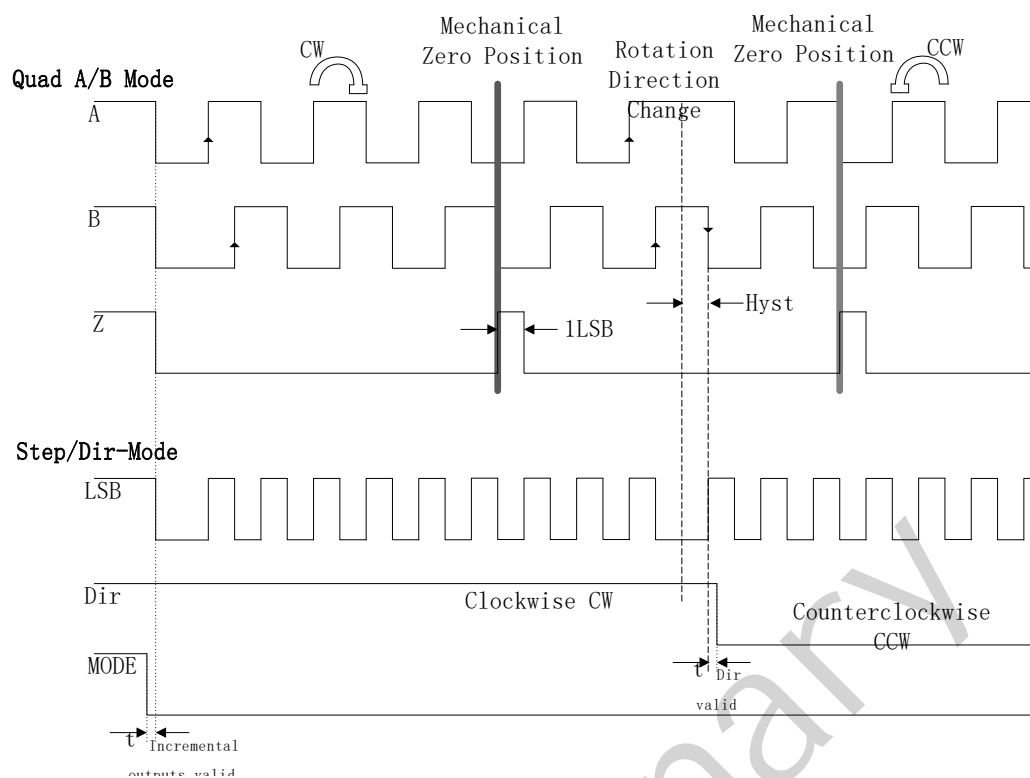 Mechanical
Zero Position
Mechanical
Zero Position
Rotation
Direction
Change
CW
CCW
Quad A/B Mode
A
B
Hyst
Z
1LSB
Step/Dir-Mode
LSB
Dir
Clockwise CW
Counterclockwise
CCW
MODE
t Dir
valid
t Incremental
outputs valid
nary